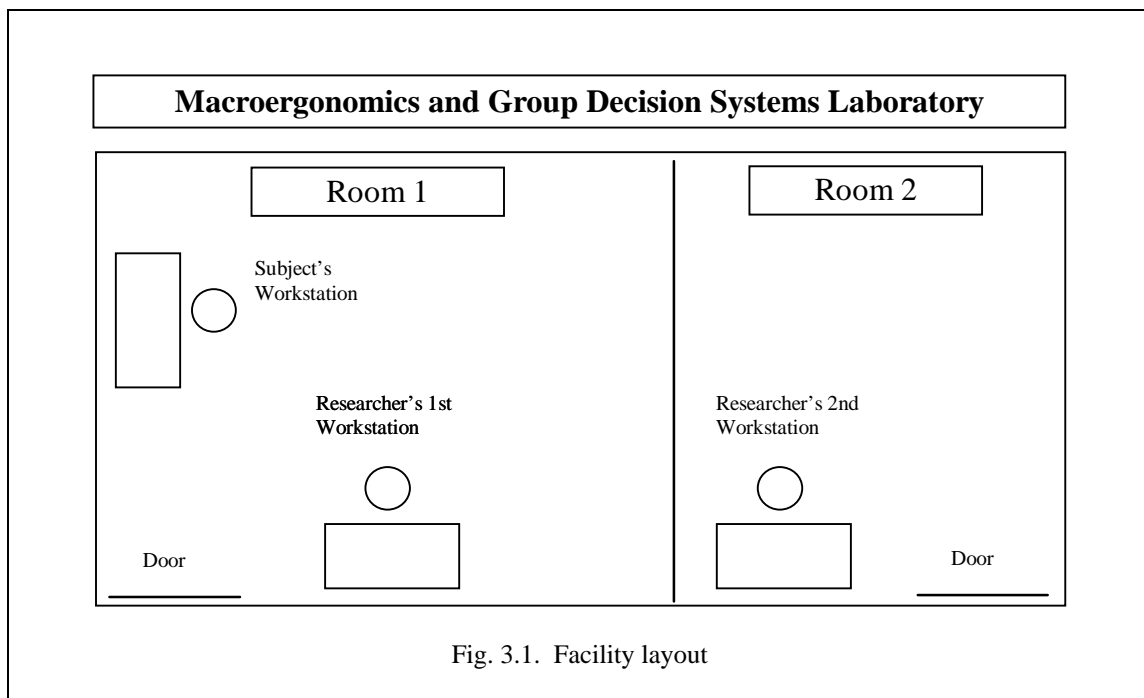 Macroergonomics and Group Decision Systems Laboratory
Room 1
Room 2
Subject's
Workstation
Researcher's 1st
Workstation
Researcher's 2nd
Workstation
Door
Door
Fig. 3.1.  Facility layout